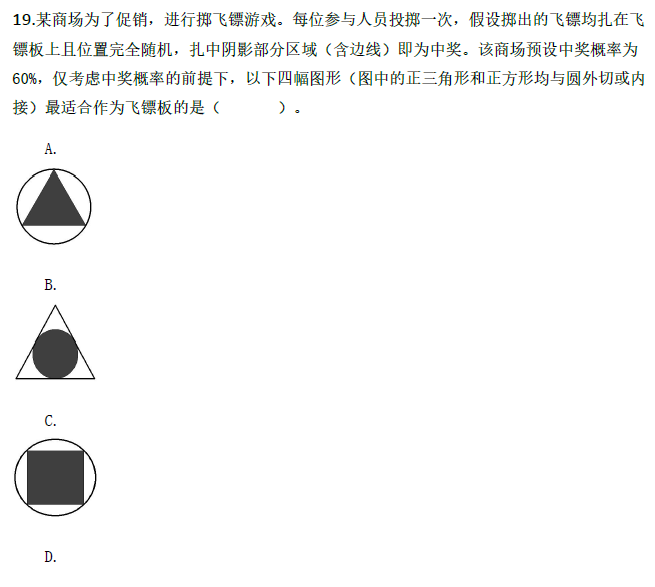 19.某商场为了促销，进行掷飞镖游戏。每位参与人员投掷一次，假设掷出的飞镖均扎在飞
镖板上且位置完全随机，扎中阴影部分区域（含边线）即为中奖。该商场预设中奖概率为
60%，仅考虑中奖概率的前提下，以下四幅图形（图中的正三角形和正方形均与圆外切或内
接）最适合作为飞镖板的是（　　）。
A.
B.
C.
D.